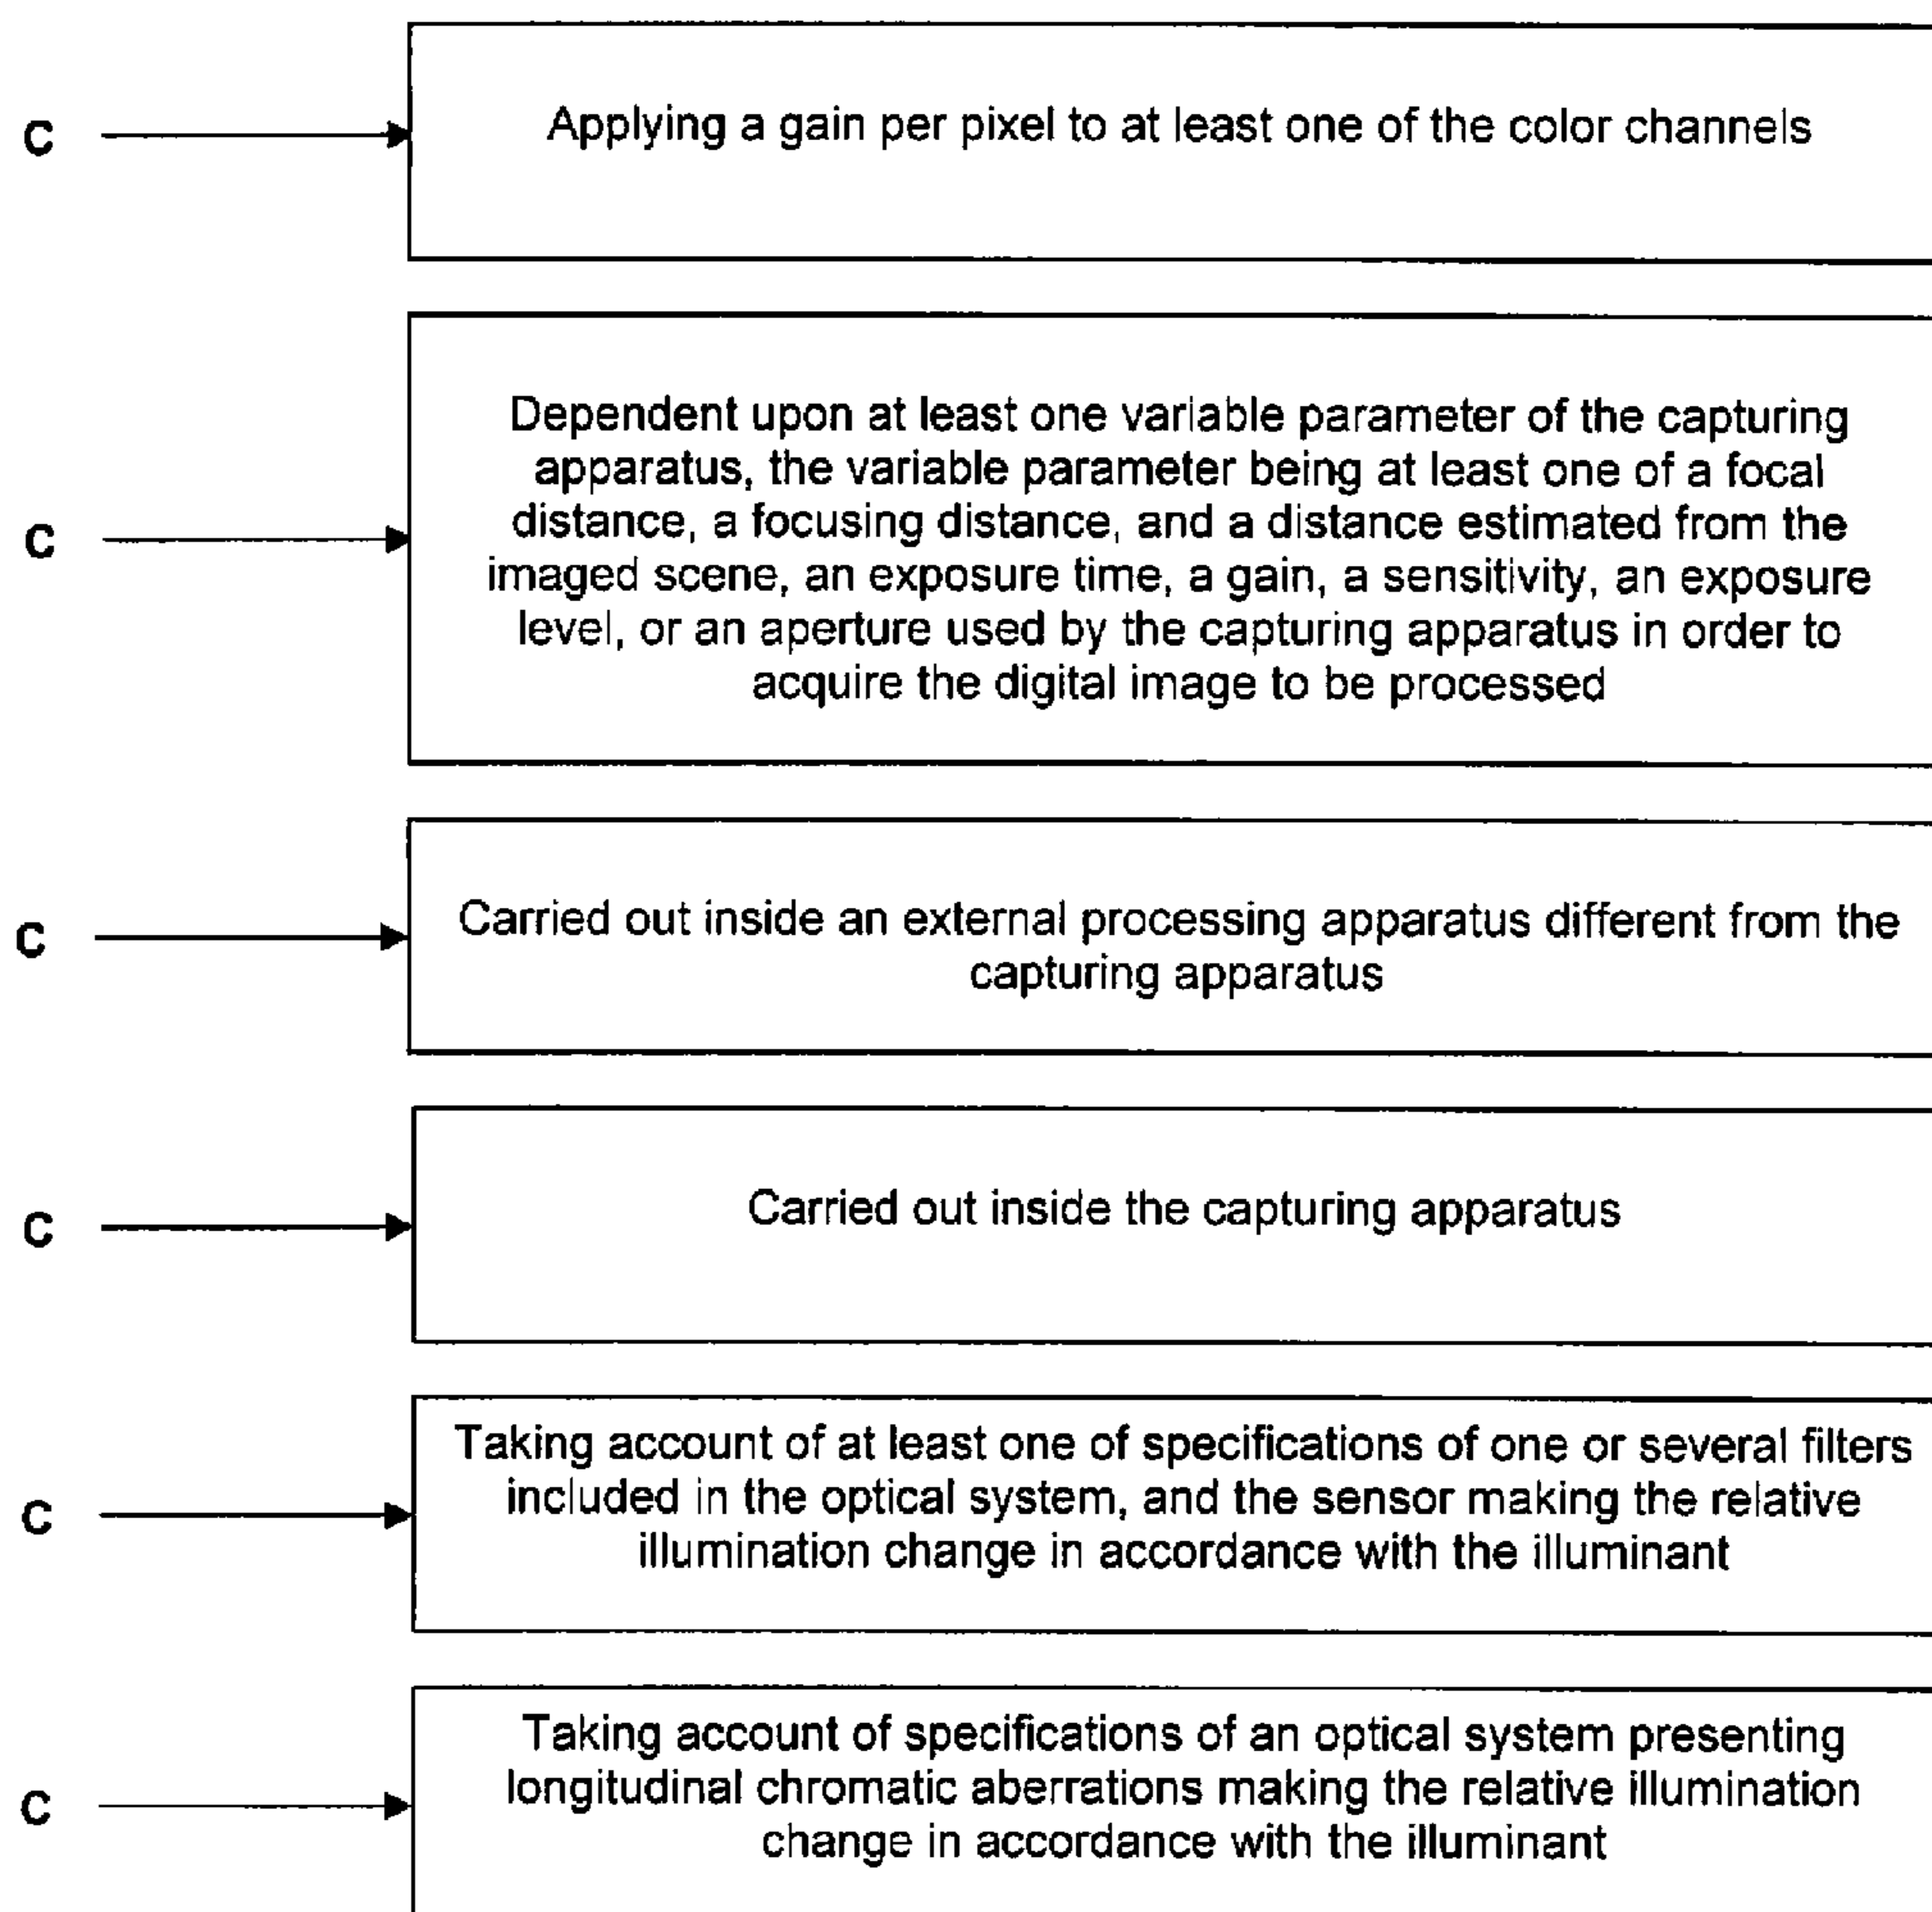 C
Applying a gain per pixel to at least one of the color channels
C
Dependent upon at least one variable parameter of the capturing
apparatus, the variable parameter being at least one of a focal
distance, a focusing distance, and a distance estimated from the
imaged scene, an exposure time, a gain, a sensitivity, an exposure
level, or an aperture used by the capturing apparatus in order to
acquire the digital image to be processed
C
Carried out inside an external processing apparatus different from the
capturing apparatus
C
Carried out inside the capturing apparatus
C
Taking account of at least one of specifications of one or several filters
included in the optical system, and the sensor making the relative
illumination change in accordance with the illuminant
C
Taking account of specifications of an optical system presenting
longitudinal chromatic aberrations making the relative illumination
change in accordance with the illuminant